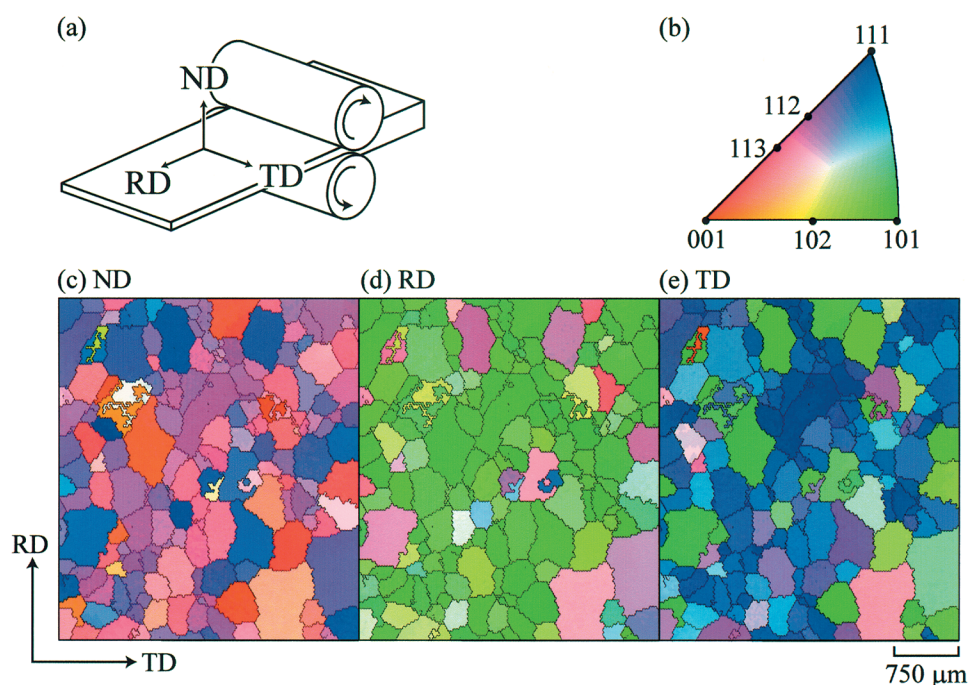 (a)
ND
RD
TD
(b)
111
112
113
001
102
101
(c) ND
(d) RD
(e) TD
RD
TD
750 μm